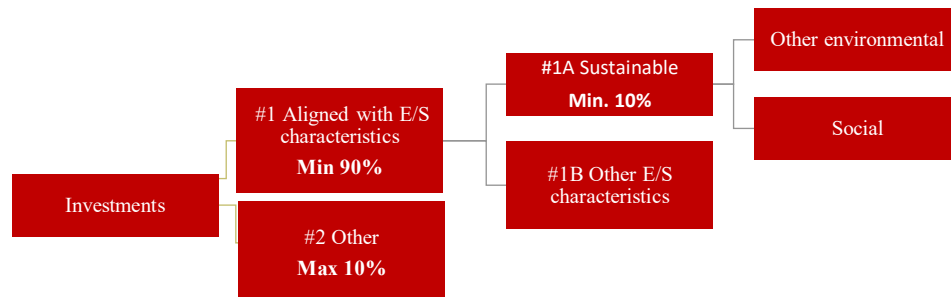 Investments
#1 Aligned with E/S
characteristics
Min 90%
#2 Other
Max 10%
#1A Sustainable
Min. 10%
#1B Other E/S
characteristics
Other environmental
Social